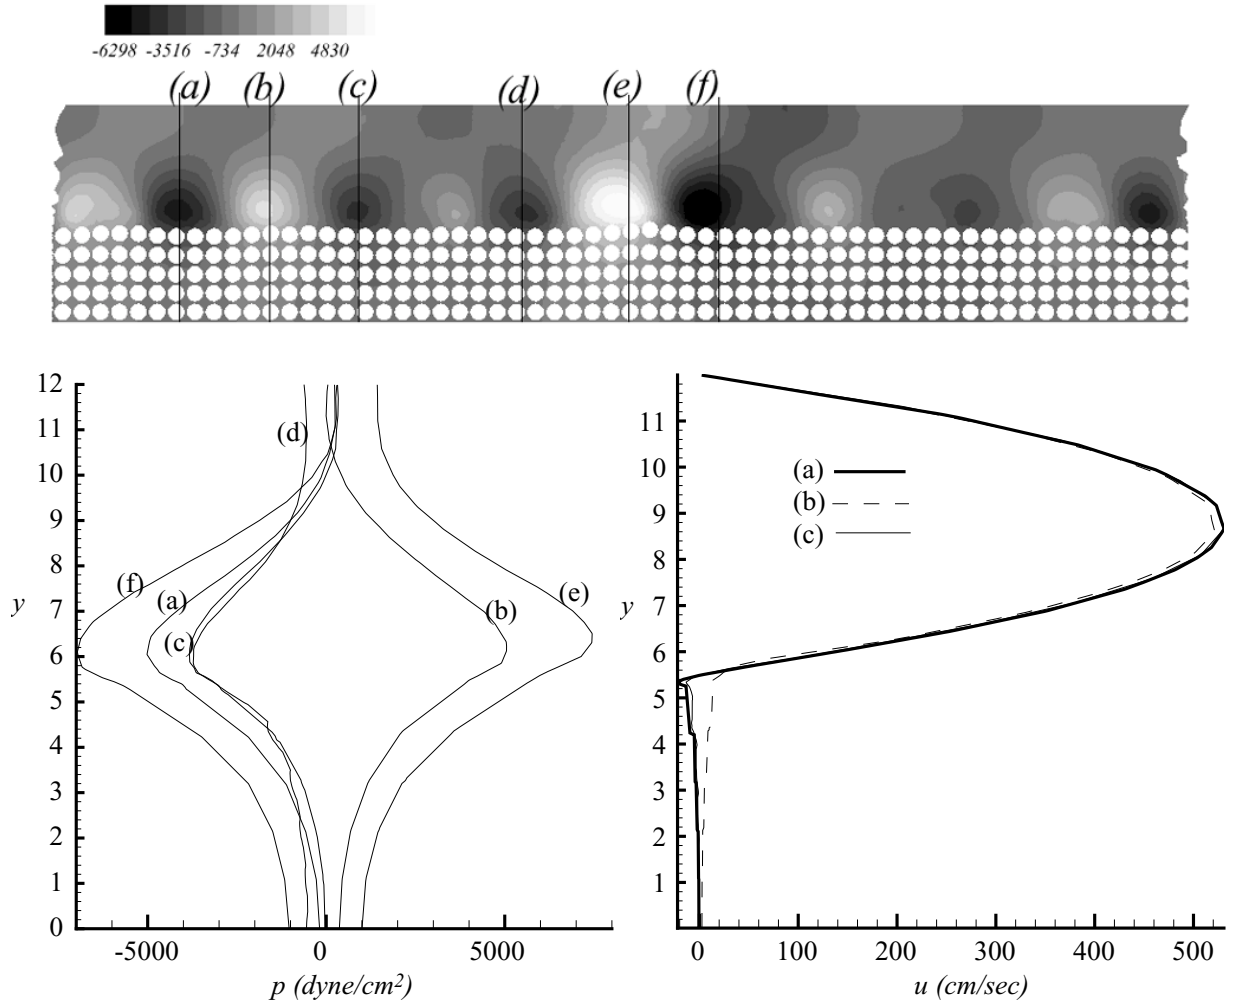 -6298 -3516 -734 2048 4830
(a) (b) (c) (d) (e) (f)
12
11
10
9
8
7
6
5
4
3
2
1
0
y
(d)
(f)
(a)
(c)
(b)
(e)
-5000 0 5000
p (dyne/cm²)
11
10
9
8
7
6
5
4
3
2
1
y
(a)
(b)
(c)
0 100 200 300 400 500
u (cm/sec)